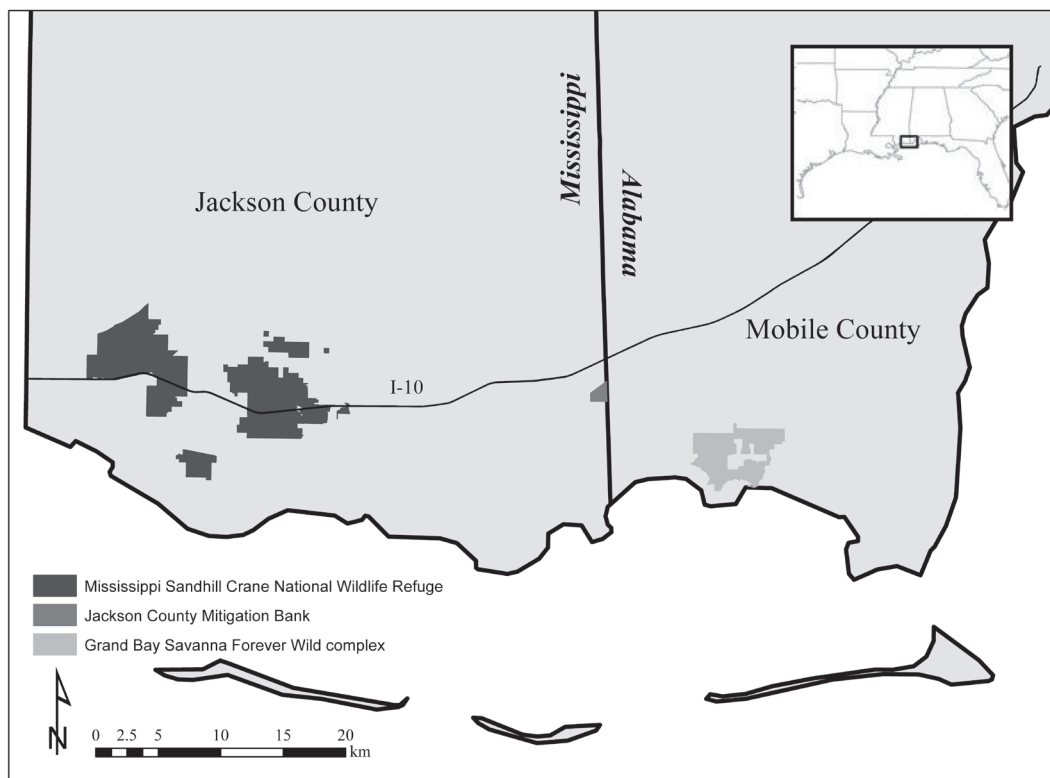 Mississippi
Alabama
Jackson County
Mobile County
I-10
Mississippi Sandhill Crane National Wildlife Refuge
Jackson County Mitigation Bank
Grand Bay Savanna Forever Wild complex
N
0 2.5 5 10 15 20
km